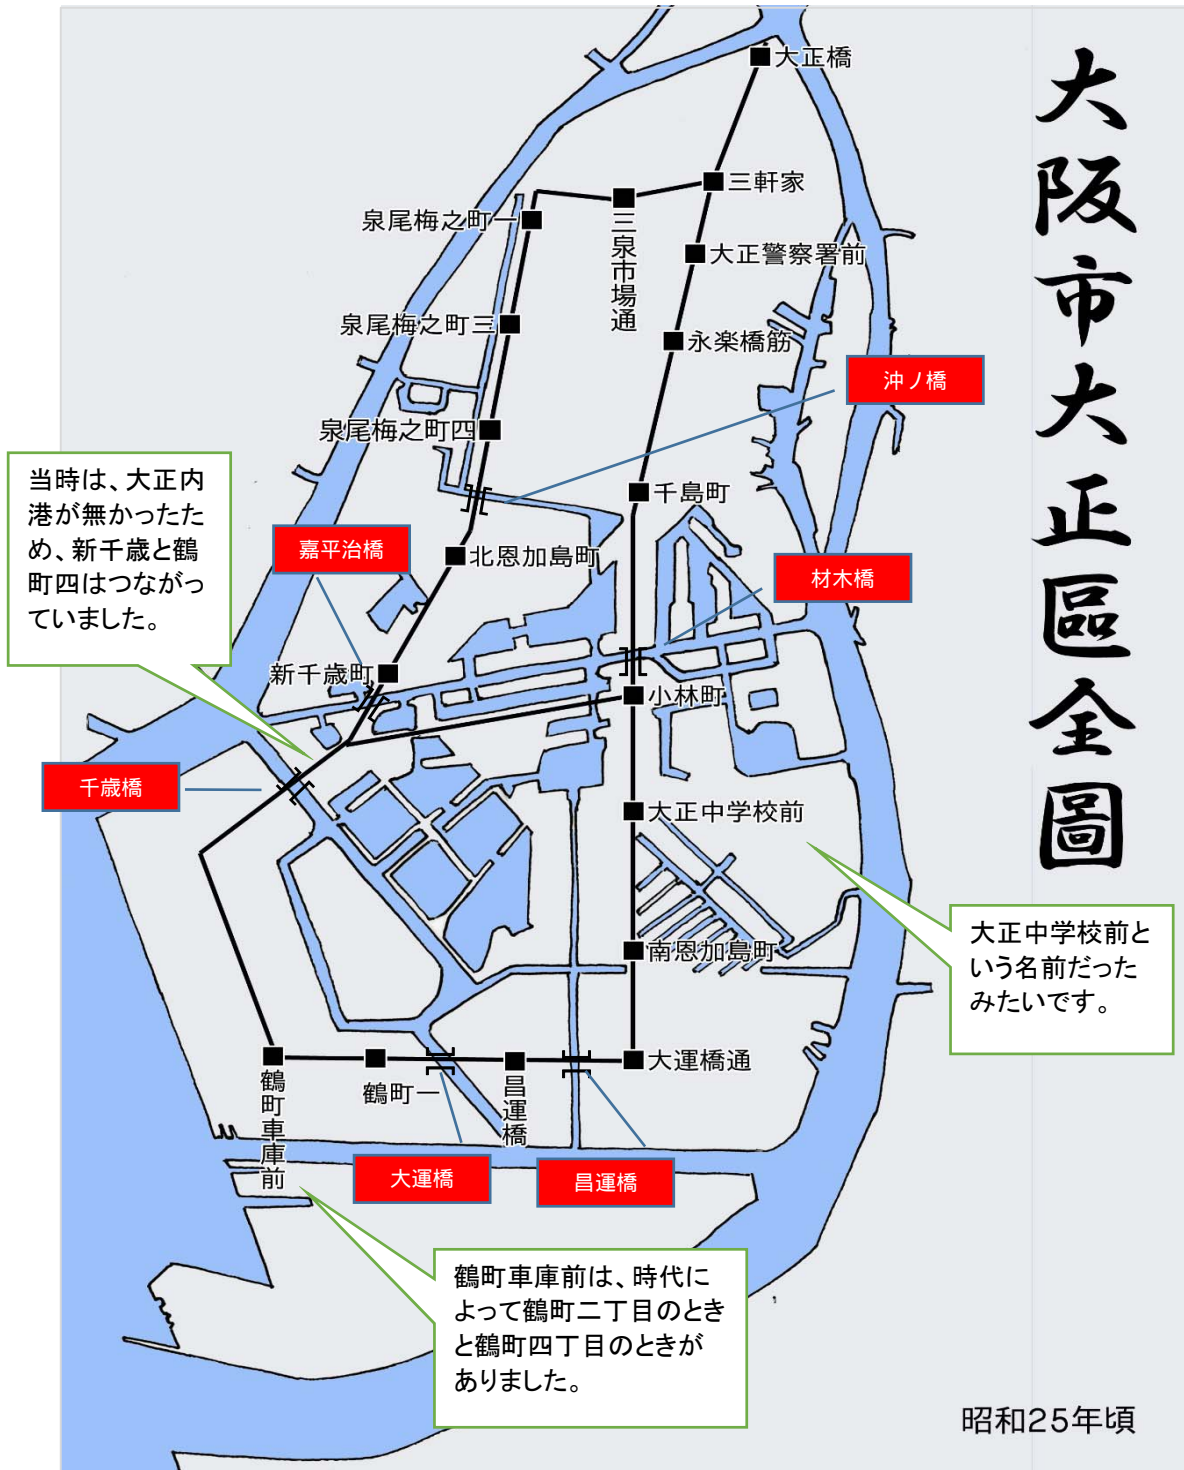 大阪市大正區全圖
大正橋
三軒家
三泉市場通
泉尾梅之町一
大正警察署前
泉尾梅之町三
永楽橋筋
沖ノ橋
泉尾梅之町四
当時は、大正内
港が無かったた
め、新千歳と鶴
町四はつながっ
ていました。
千島町
嘉平治橋
北恩加島町
材木橋
新千歳町
小林町
千歳橋
大正中学校前
大正中学校前と
いう名前だった
みたいです。
南恩加島町
大運橋通
鶴町車庫前
鶴町一
昌運橋
大運橋
昌運橋
鶴町車庫前は、時代に
よって鶴町二丁目のとき
と鶴町四丁目のときが
ありました。
昭和25年頃